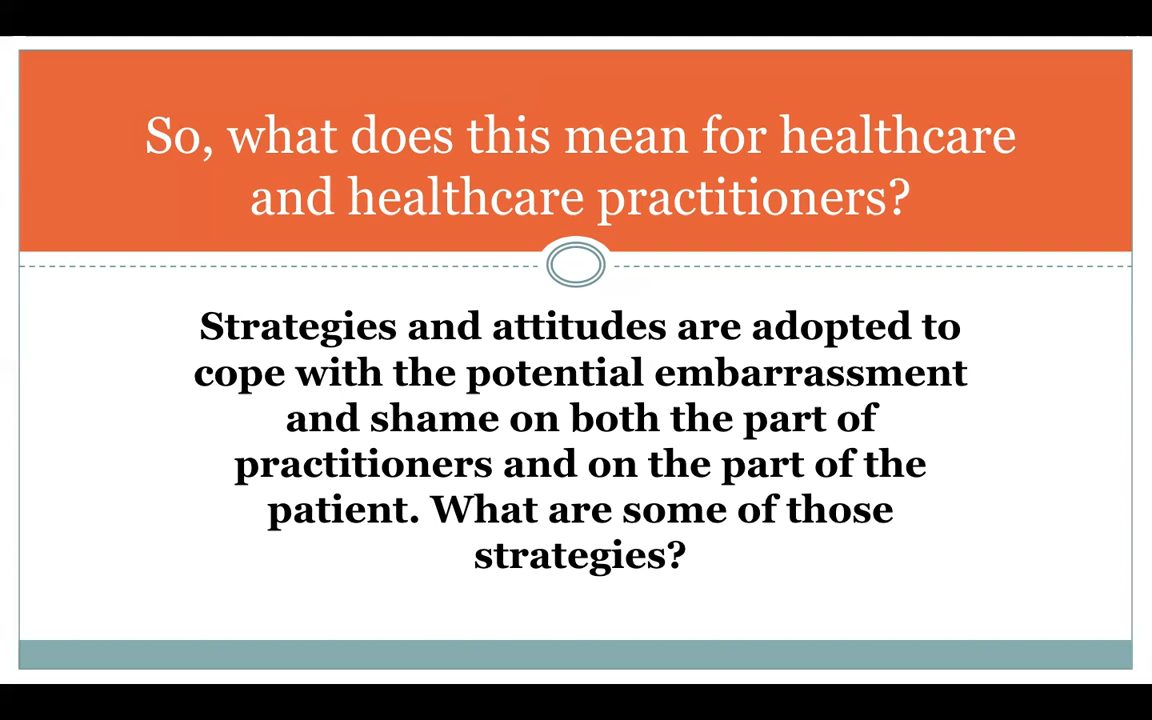 So, what does this mean for healthcare
and healthcare practitioners?
Strategies and attitudes are adopted to
cope with the potential embarrassment
and shame on both the part of
practitioners and on the part of the
patient. What are some of those
strategies?